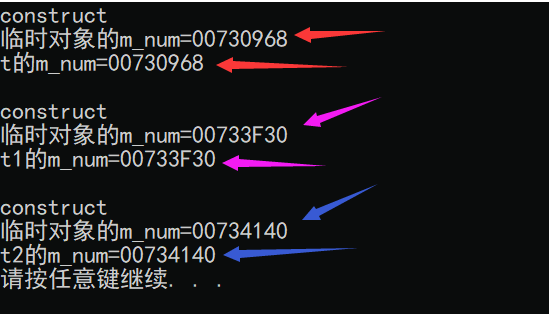 construct
临时对象的m_num=00730968
t的m_num=00730968
construct
临时对象的m_num=00733F30
t1的m_num=00733F30
construct
临时对象的m_num=00734140
t2的m_num=00734140
请按任意键继续. . .